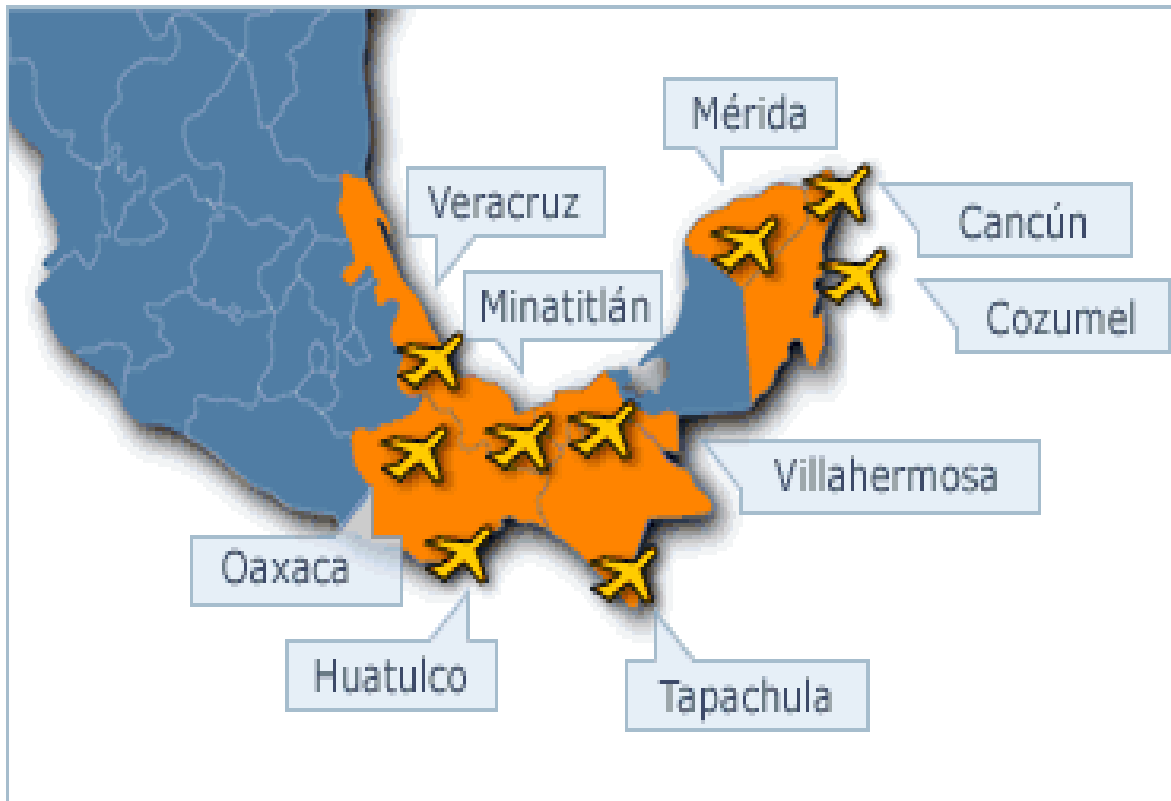 Mérida
Veracruz
Cancún
Minatitlán
Cozumel
Villahermosa
Oaxaca
Huatulco
Tapachula